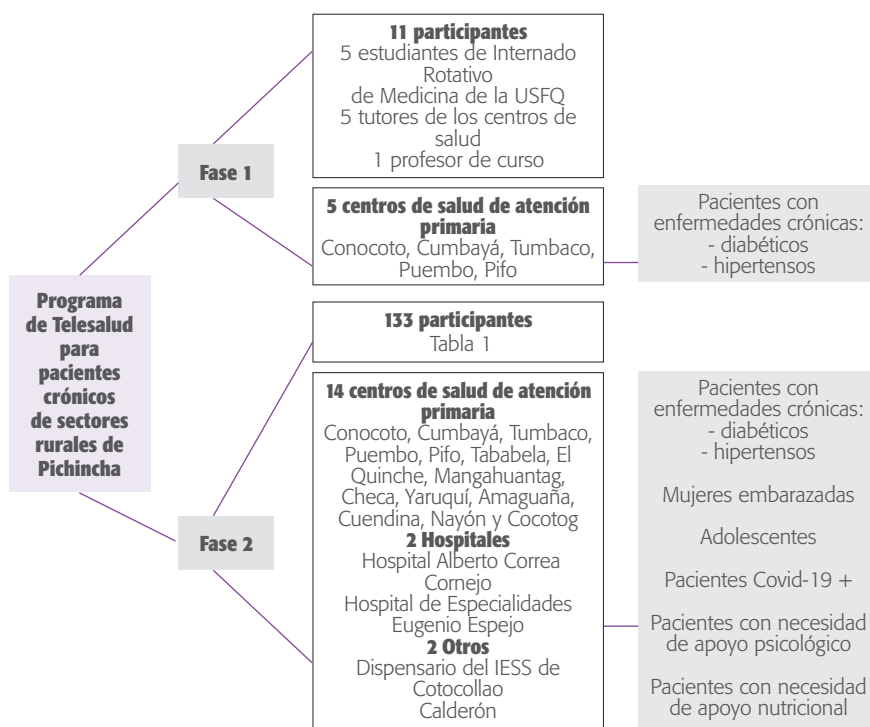 11 participantes
5 estudiantes de Internado
Rotativo
de Medicina de la USFQ
5 tutores de los centros de
salud
1 profesor de curso
Fase 1
5 centros de salud de atención
primaria
Conocoto, Cumbayá, Tumbaco,
Puembo, Pifo
Pacientes con
enfermedades crónicas:
- diabéticos
- hipertensos
Programa
de Telesalud
para
pacientes
crónicos
de sectores
rurales de
Pichincha
133 participantes
Tabla 1
14 centros de salud de atención
primaria
Conocoto, Cumbayá, Tumbaco,
Puembo, Pifo, Tababela, El
Quinche, Mangahuantag,
Checa, Yaruquí, Amaguaña,
Cuendina, Nayón y Cocotog
2 Hospitales
Hospital Alberto Correa
Cornejo
Hospital de Especialidades
Eugenio Espejo
2 Otros
Dispensario del IESS de
Cotocollao
Calderón
Fase 2
Pacientes con
enfermedades crónicas:
- diabéticos
- hipertensos
Mujeres embarazadas
Adolescentes
Pacientes Covid-19 +
Pacientes con necesidad
de apoyo psicológico
Pacientes con necesidad
de apoyo nutricional